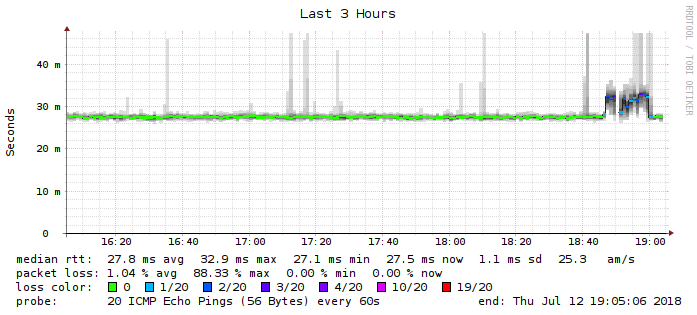 Last 3 Hours
RRDTOOL / TOBI OETIKER
Seconds
40 m
30 m
20 m
10 m
0
16:20 16:40 17:00 17:20 17:40 18:00 18:20 18:40 19:00
median rtt: 27.8 ms avg 32.9 ms max 27.1 ms min 27.5 ms now 1.1 ms sd 25.3 am/s
packet loss: 1.04 % avg 88.33 % max 0.00 % min 0.00 % now
loss color: 0 1/20 2/20 3/20 4/20 10/20 19/20
probe: 20 ICMP Echo Pings (56 Bytes) every 60s end: Thu Jul 12 19:05:06 2018